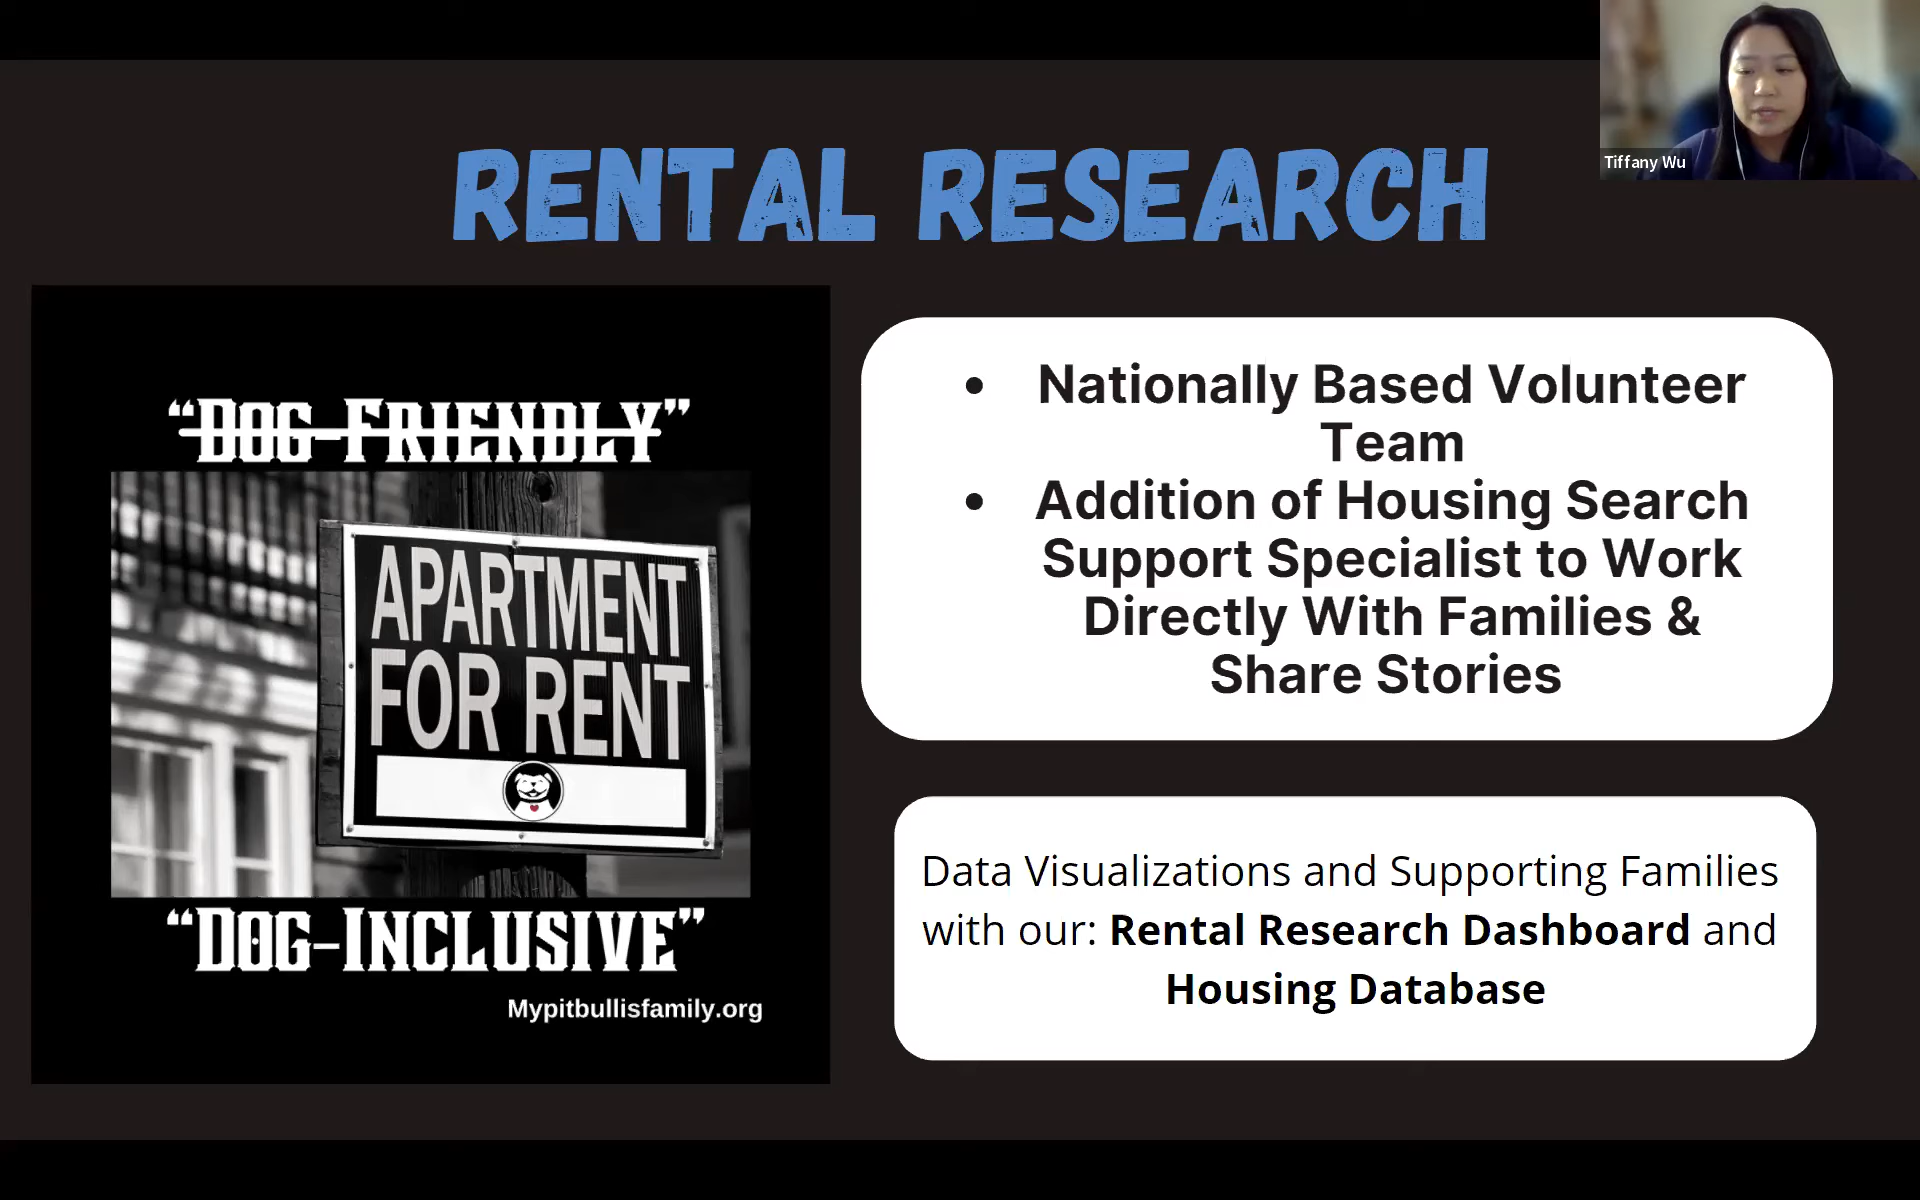 Tiffany Wu
RENTAL RESEARCH
“DOG-FRIENDLY”
APARTMENT
FOR RENT
“DOG-INCLUSIVE”
Mypitbullisfamily.org
• Nationally Based Volunteer
Team
• Addition of Housing Search
Support Specialist to Work
Directly With Families &
Share Stories
Data Visualizations and Supporting Families
with our: Rental Research Dashboard and
Housing Database